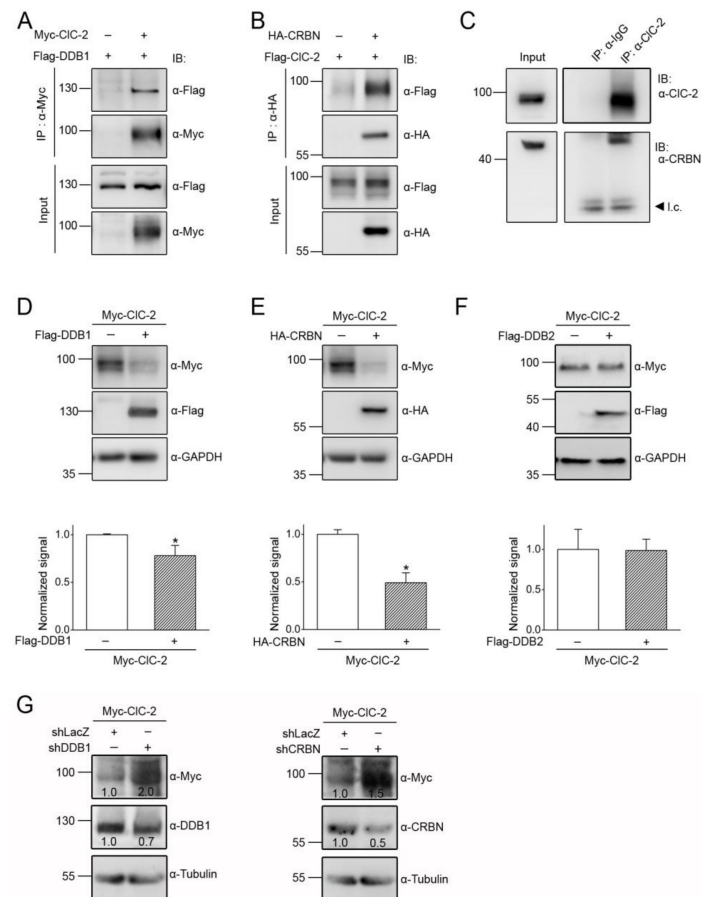 A
Myc-ClC-2 – +
Flag-DDB1 + + IB:
IP : α-Myc
130
α-Flag
100
α-Myc
Input
130
α-Flag
100
α-Myc
B
HA-CRBN – +
Flag-ClC-2 + + IB:
IP : α-HA
100
α-Flag
α-HA
55
Input
100
α-Flag
α-HA
55
C
Input
IP: α-IgG
IP: α-ClC-2
100
IB:
α-ClC-2
40
IB:
α-CRBN
◄ l.c.
D
Myc-ClC-2
Flag-DDB1 – +
100
α-Myc
130
α-Flag
α-GAPDH
35
Normalized signal
1.0
0.5
0.0
*
Flag-DDB1 – +
Myc-ClC-2
E
Myc-ClC-2
HA-CRBN – +
100
α-Myc
α-HA
55
α-GAPDH
35
Normalized signal
1.0
0.5
0.0
*
HA-CRBN – +
Myc-ClC-2
F
Myc-ClC-2
Flag-DDB2 – +
100
α-Myc
55
α-Flag
40
α-GAPDH
35
Normalized signal
1.0
0.5
0.0
Flag-DDB2 – +
Myc-ClC-2
G
Myc-ClC-2
shLacZ + –
shDDB1 – +
100
α-Myc
1.0 2.0
130
α-DDB1
1.0 0.7
55
α-Tubulin
Myc-ClC-2
shLacZ + –
shCRBN – +
100
α-Myc
1.0 1.5
α-CRBN
55
1.0 0.5
55
α-Tubulin